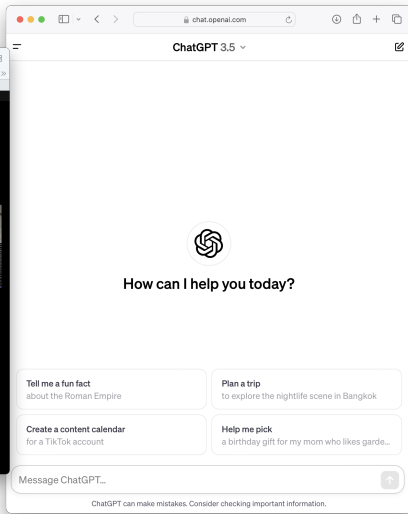 chat.openai.com
ChatGPT 3.5
How can I help you today?
Tell me a fun fact
about the Roman Empire
Plan a trip
to explore the nightlife scene in Bangkok
Create a content calendar
for a TikTok account
Help me pick
a birthday gift for my mom who likes garde...
Message ChatGPT...
ChatGPT can make mistakes. Consider checking important information.